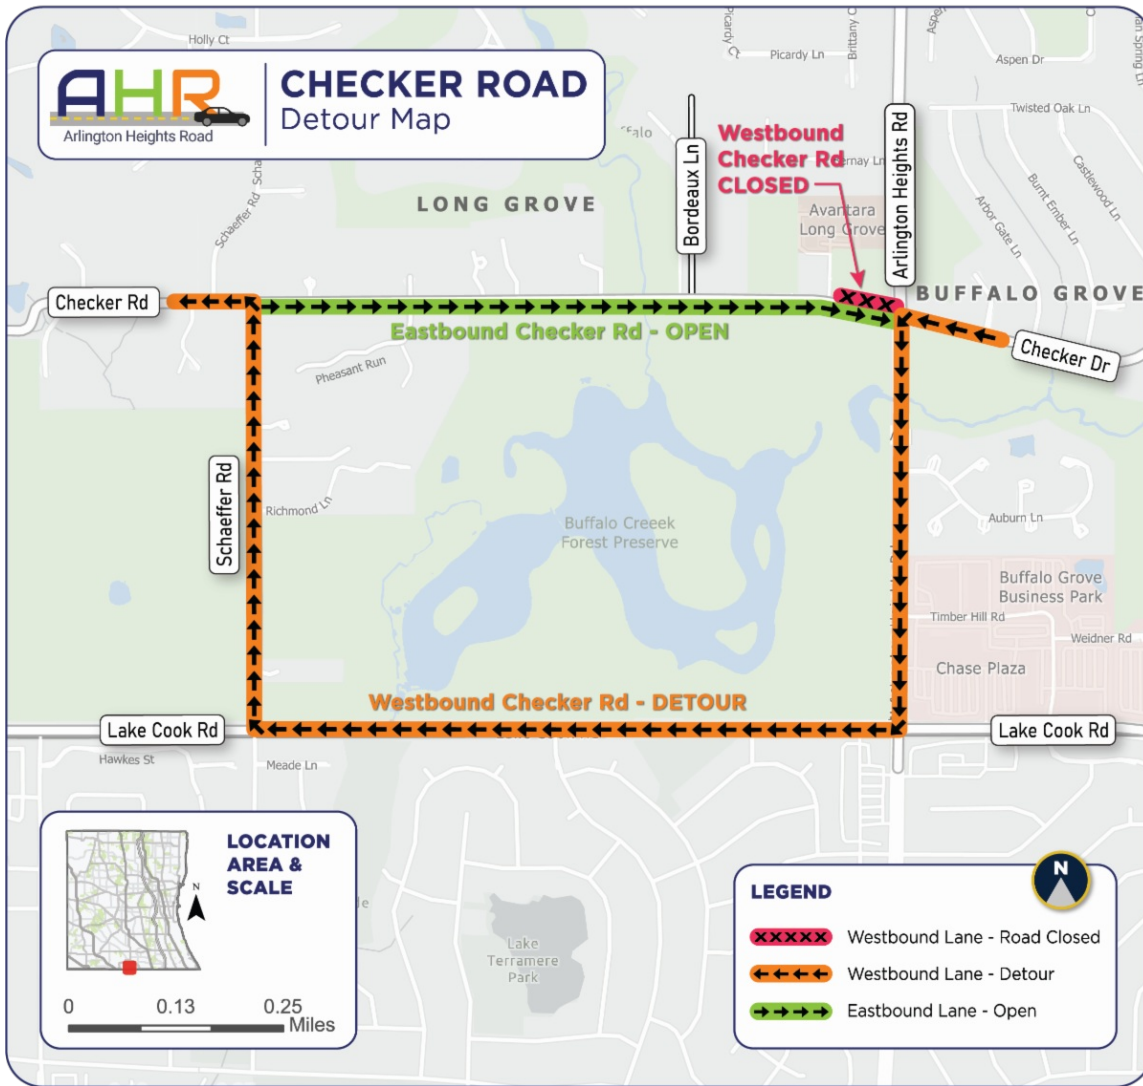 Holly Ct
Picardy Ct
Picardy Ln
Brittany Ct
Aspen Dr
AHR
Arlington Heights Road
CHECKER ROAD
Detour Map
Twisted Oak Ln
Castlewood Ln
Burnt Ember Ln
Arbor Gate Ln
Westbound
Checker Rd
CLOSED
Arlington Heights Rd
Bordeaux Ln
Schaeffer Rd
LONG GROVE
Avantara
Long Grove
BUFFALO GROVE
Checker Rd
Eastbound Checker Rd - OPEN
Checker Dr
Pheasant Run
Schaeffer Rd
Richmond Ln
Buffalo Creeek
Forest Preserve
Auburn Ln
Buffalo Grove
Business Park
Timber Hill Rd
Weidner Rd
Chase Plaza
Westbound Checker Rd - DETOUR
Lake Cook Rd
Lake Cook Rd
Hawkes St
Meade Ln
LOCATION
AREA &
SCALE
N
0 0.13 0.25
Miles
Lake
Terramere
Park
N
LEGEND
Westbound Lane - Road Closed
Westbound Lane - Detour
Eastbound Lane - Open